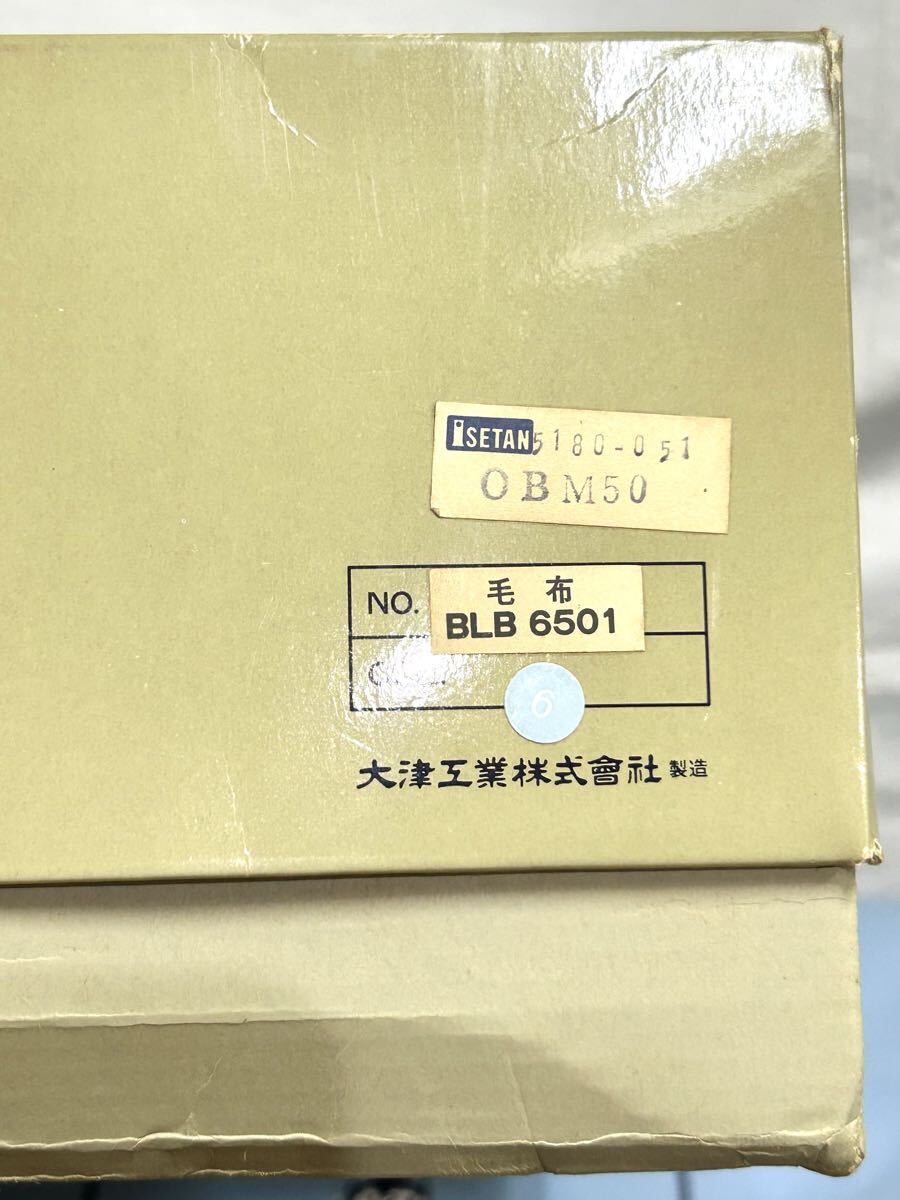 ISETAN 5180-051
OBM50
NO. 毛布
BLB 6501
6
大津工業株式會社 製造